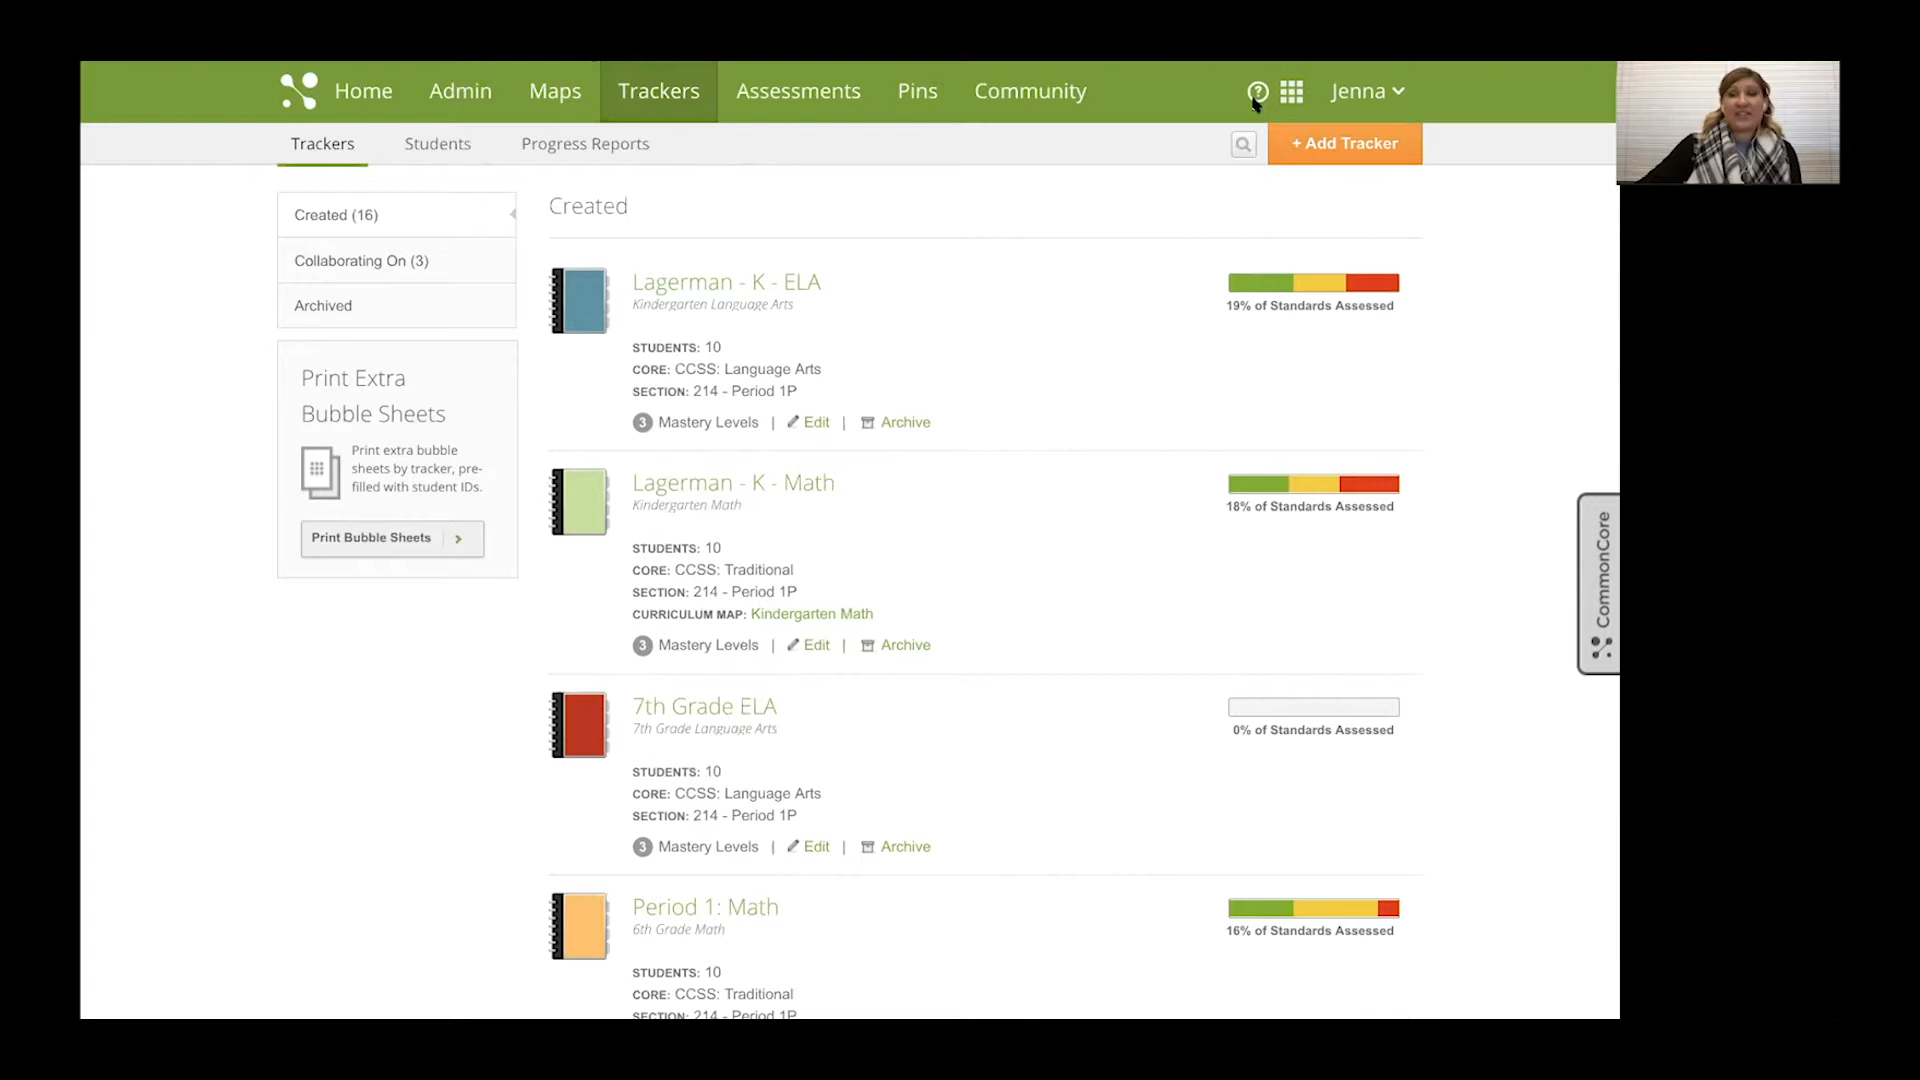 Home Admin Maps Trackers Assessments Pins Community ? Jenna
Trackers Students Progress Reports + Add Tracker
Created (16)
Collaborating On (3)
Archived
Print Extra
Bubble Sheets
Print extra bubble
sheets by tracker, pre-
filled with student IDs.
Print Bubble Sheets
Created
Lagerman - K - ELA
Kindergarten Language Arts
19% of Standards Assessed
STUDENTS: 10
CORE: CCSS: Language Arts
SECTION: 214 - Period 1P
3 Mastery Levels | Edit | Archive
Lagerman - K - Math
Kindergarten Math
18% of Standards Assessed
STUDENTS: 10
CORE: CCSS: Traditional
SECTION: 214 - Period 1P
CURRICULUM MAP: Kindergarten Math
3 Mastery Levels | Edit | Archive
7th Grade ELA
7th Grade Language Arts
0% of Standards Assessed
STUDENTS: 10
CORE: CCSS: Language Arts
SECTION: 214 - Period 1P
3 Mastery Levels | Edit | Archive
Period 1: Math
6th Grade Math
16% of Standards Assessed
STUDENTS: 10
CORE: CCSS: Traditional
SECTION: 214 - Period 1P
CommonCore